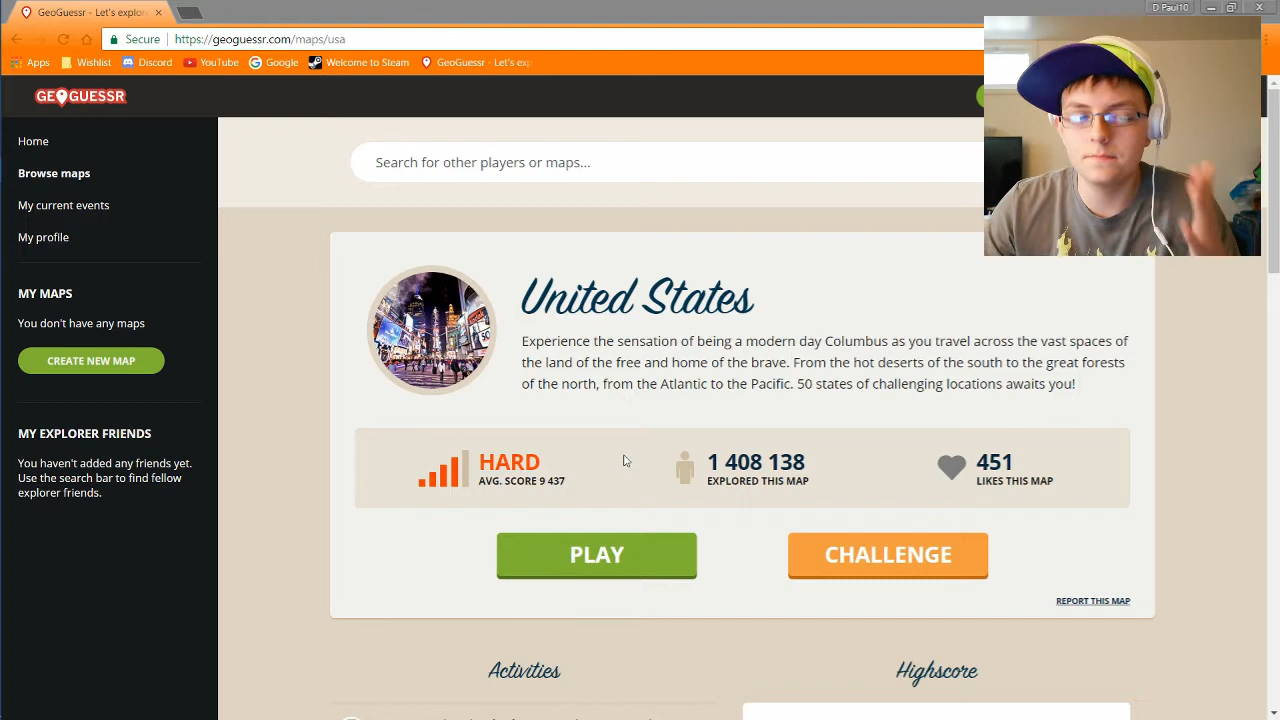 GeoGuessr - Let's explor
D Paul10
Secure
https://geoguessr.com/maps/usa
Apps
Wishlist
Discord
YouTube
Google
Welcome to Steam
GeoGuessr - Let's exp
GEOGUESSR
Home
Browse maps
My current events
My profile
MY MAPS
You don't have any maps
CREATE NEW MAP
MY EXPLORER FRIENDS
You haven't added any friends yet.
Use the search bar to find fellow
explorer friends.
Search for other players or maps...
United States
Experience the sensation of being a modern day Columbus as you travel across the vast spaces of
the land of the free and home of the brave. From the hot deserts of the south to the great forests
of the north, from the Atlantic to the Pacific. 50 states of challenging locations awaits you!
HARD
AVG. SCORE 9 437
1 408 138
EXPLORED THIS MAP
451
LIKES THIS MAP
PLAY
CHALLENGE
REPORT THIS MAP
Activities
Highscore